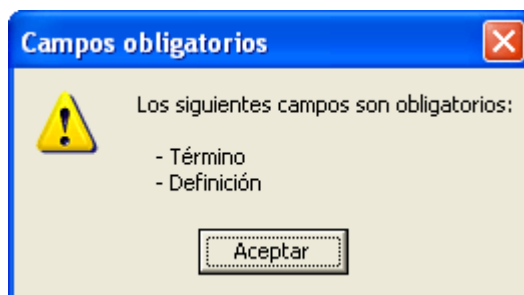 Campos obligatorios
Los siguientes campos son obligatorios:
- Término
- Definición
Aceptar